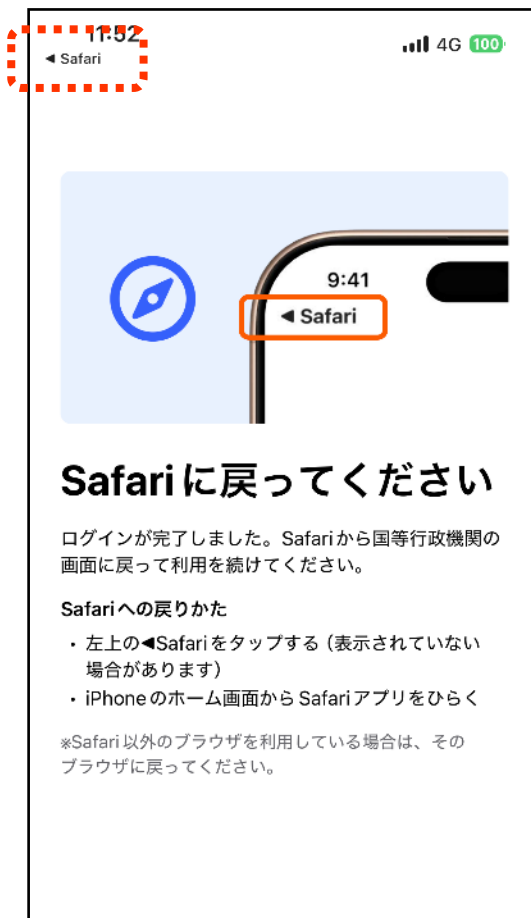 11:52
◀ Safari
4G 100
9:41
◀ Safari
Safariに戻ってください
ログインが完了しました。Safariから国等行政機関の
画面に戻って利用を続けてください。
Safariへの戻りかた
・左上の◀Safariをタップする（表示されていない
場合があります）
・iPhoneのホーム画面からSafariアプリをひらく
※Safari以外のブラウザを利用している場合は、その
ブラウザに戻ってください。